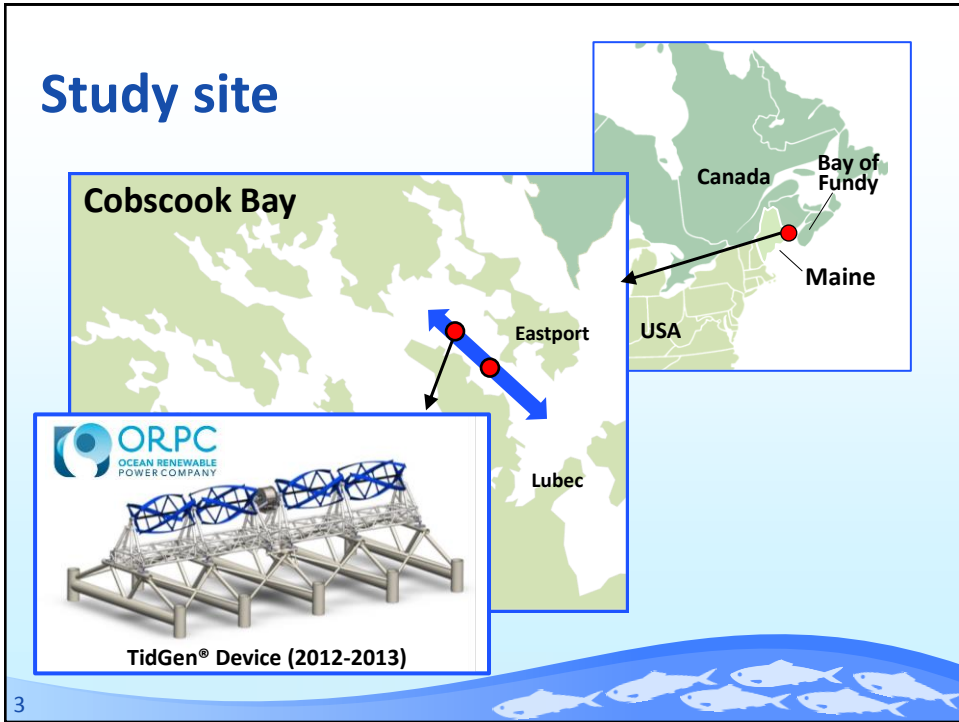 Study site
Canada
Bay of
Fundy
Maine
USA
Cobscook Bay
Eastport
Lubec
ORPC
OCEAN RENEWABLE
POWER COMPANY
TidGen® Device (2012-2013)
3